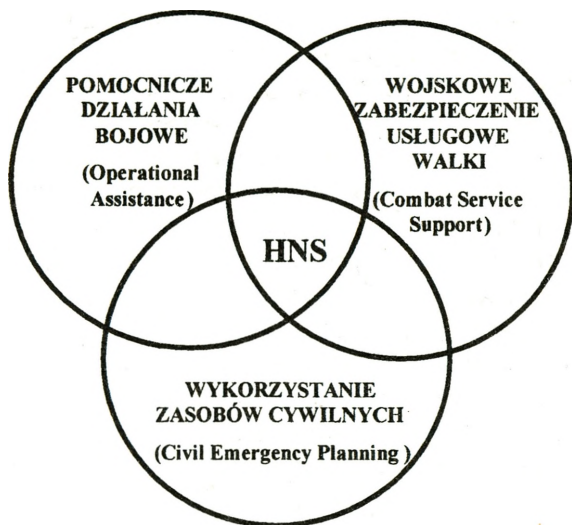 POMOCNICZE
DZIAŁANIA
BOJOWE
(Operational
Assistance)
WOJSKOWE
ZABEZPIECZENIE
USŁUGOWE
WALKI
(Combat Service
Support)
HNS
WYKORZYSTANIE
ZASOBÓW CYWILNYCH
(Civil Emergency Planning )